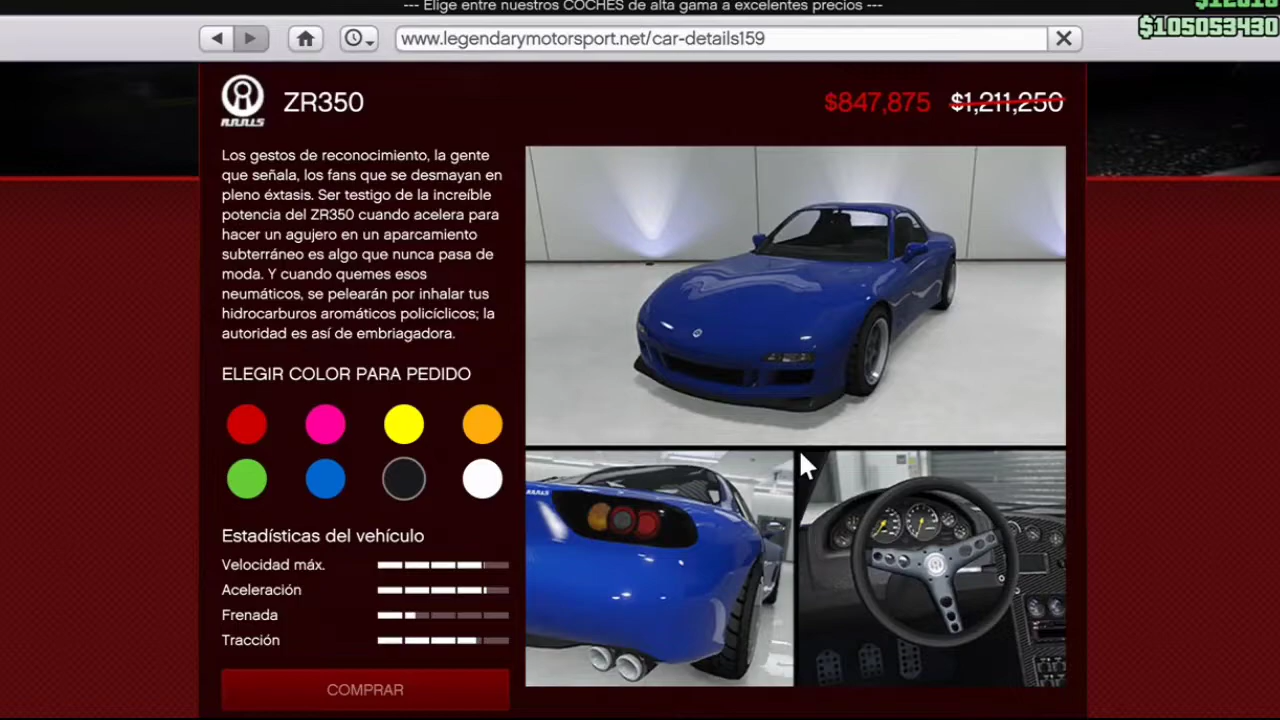 --- Elige entre nuestros COCHES de alta gama a excelentes precios ---
$105053430
www.legendarymotorsport.net/car-details159
ZR350
$847,875 $1,211,250
Los gestos de reconocimiento, la gente
que señala, los fans que se desmayan en
pleno éxtasis. Ser testigo de la increíble
potencia del ZR350 cuando acelera para
hacer un agujero en un aparcamiento
subterráneo es algo que nunca pasa de
moda. Y cuando quemes esos
neumáticos, se pelearán por inhalar tus
hidrocarburos aromáticos policíclicos; la
autoridad es así de embriagadora.
ELEGIR COLOR PARA PEDIDO
Estadísticas del vehículo
Velocidad máx.
Aceleración
Frenada
Tracción
COMPRAR